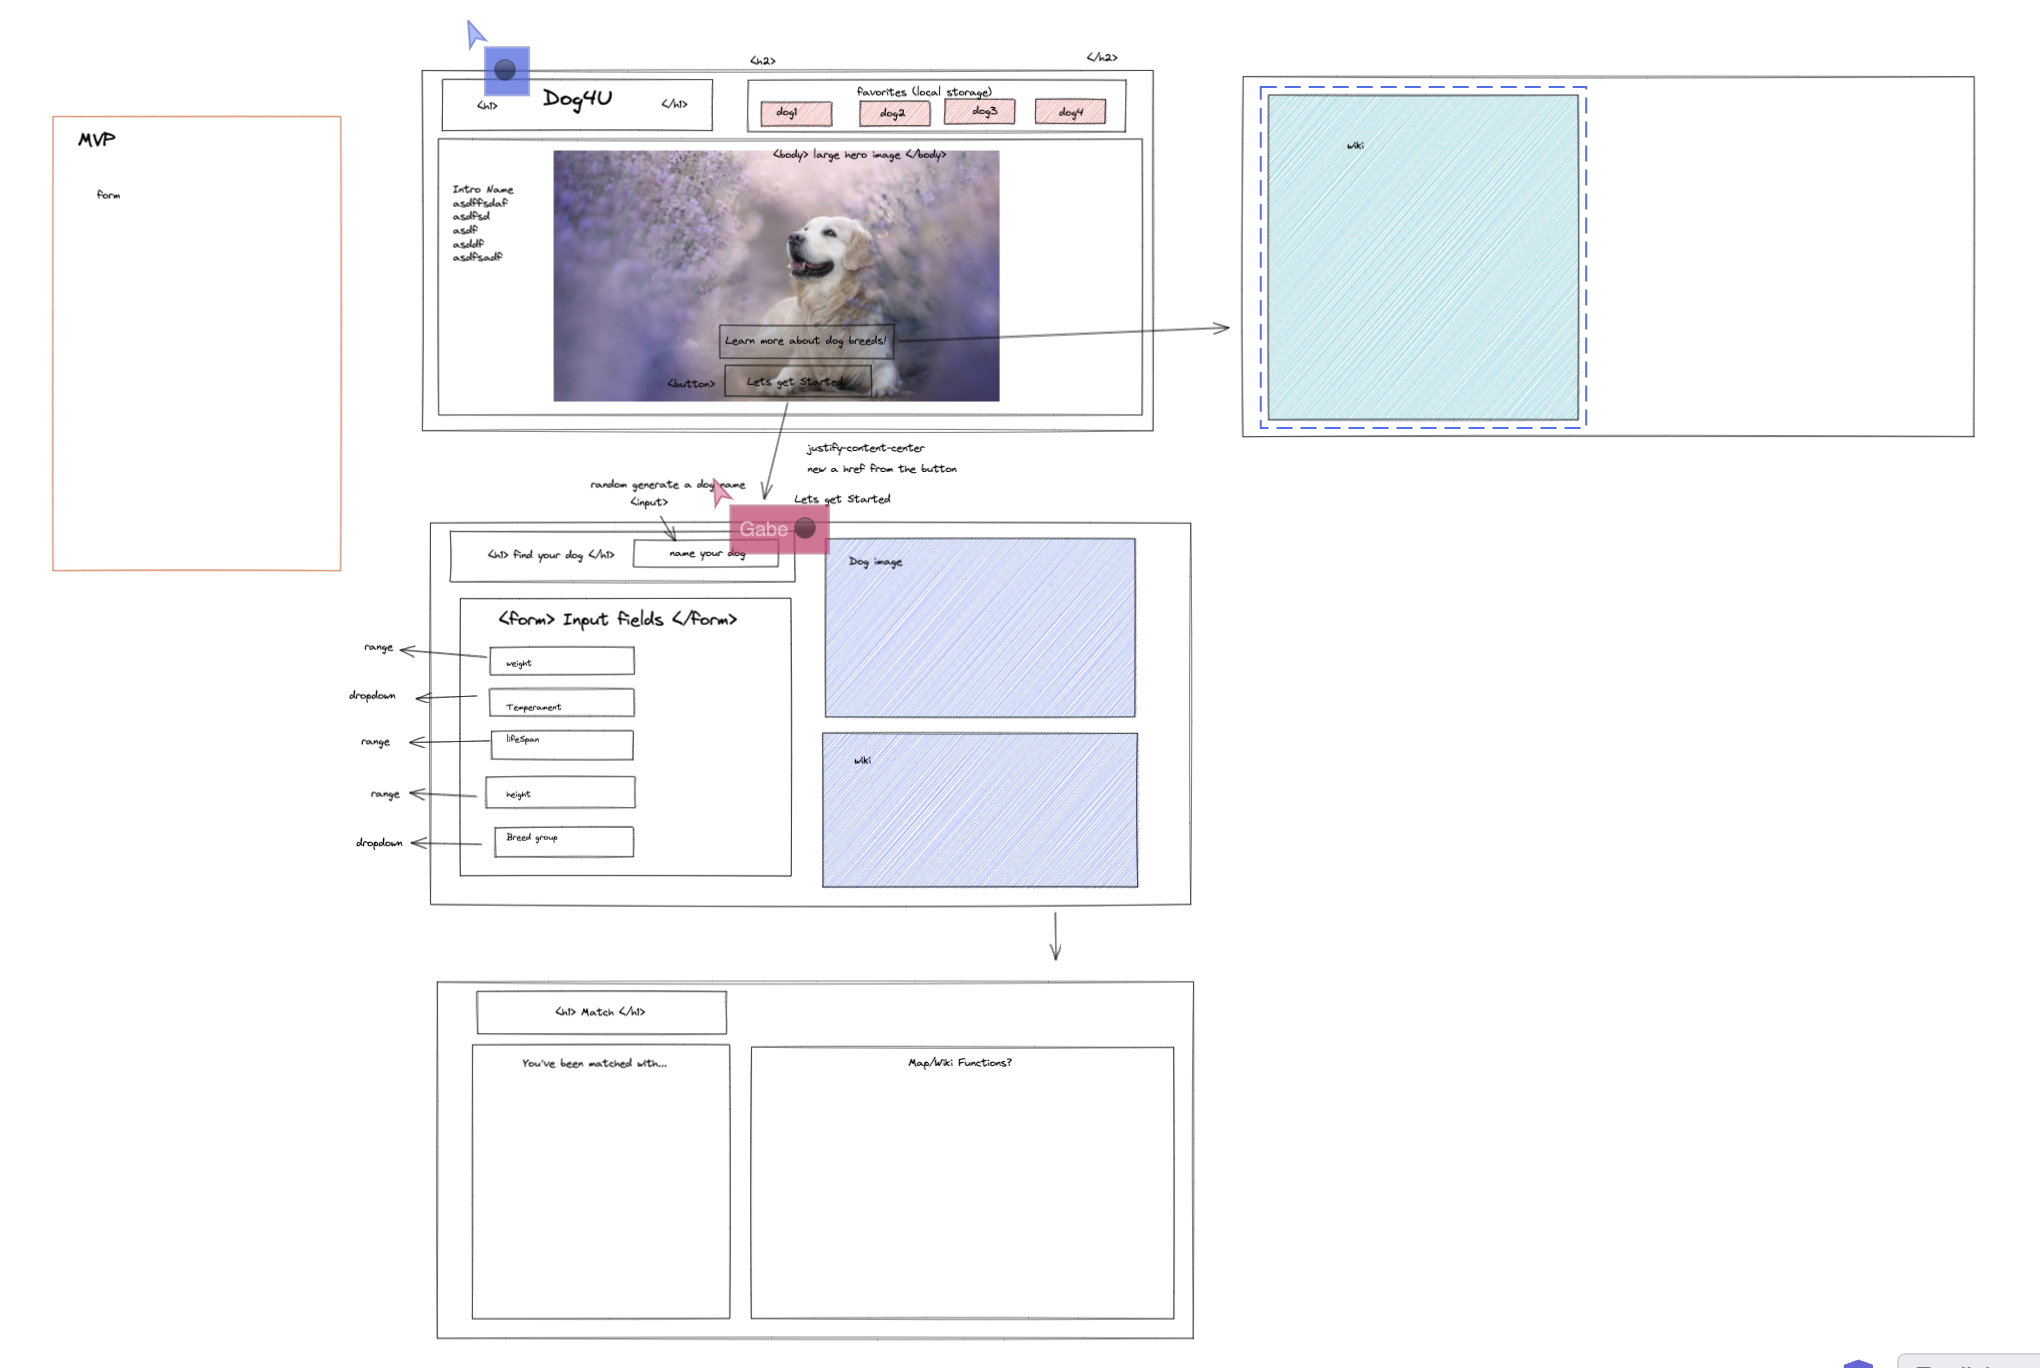 MVP
form
<h2>
</h2>
<h1>
Dog4U
</h1>
favorites (local storage)
dog1
dog2
dog3
dog4
<body> large hero image </body>
Intro Name
asdffsdaf
asdfsd
asdf
asddf
asdfsadf
Learn more about dog breeds!
<button>
Lets get Started
wiki
justify-content-center
new a href from the button
Lets get Started
random generate a dog name
<input>
Gabe
<h1> find your dog </h1>
name your dog
Dog image
<form> Input fields </form>
range
weight
dropdown
Temperament
range
lifeSpan
range
height
dropdown
Breed group
wiki
<h1> Match </h1>
You've been matched with...
Map/Wiki Functions?